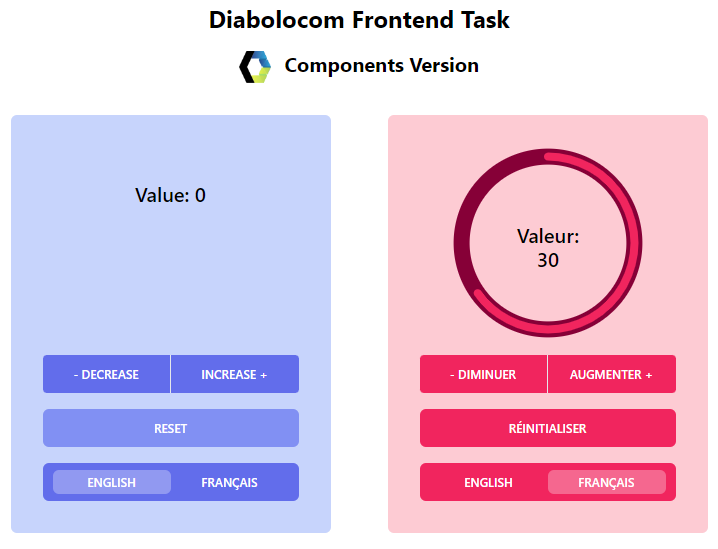 Diabolocom Frontend Task
Components Version
Value: 0
- DECREASE
INCREASE +
RESET
ENGLISH
FRANÇAIS
Valeur:
30
- DIMINUER
AUGMENTER +
RÉINITIALISER
ENGLISH
FRANÇAIS